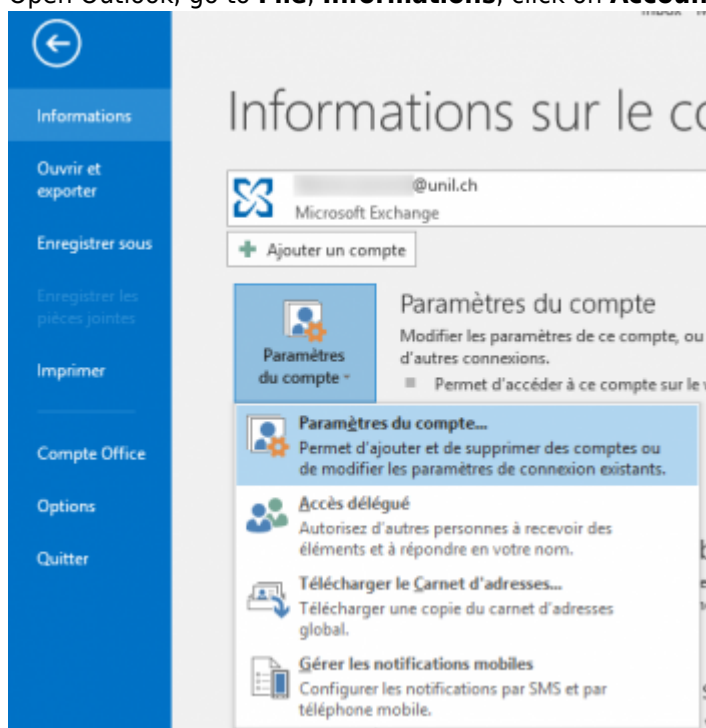 Open Outlook, go to File, Informations, click on
Informations
Ouvrir et
exporter
Enregistrer sous
Enregistrer les
pièces jointes
Imprimer
Compte Office
Options
Quitter
Informations sur le
@unil.ch
Microsoft Exchange
Ajouter un compte
Paramètres
du compte
Paramètres du compte
Modifier les paramètres de ce compte, ou
d'autres connexions.
Permet d'accéder à ce compte sur le
Paramètres du compte...
Permet d'ajouter et de supprimer des comptes ou
de modifier les paramètres de connexion existants.
Accès délégué
Autorisez d'autres personnes à recevoir des
éléments et à répondre en votre nom.
Télécharger le Carnet d'adresses...
Télécharger une copie du carnet d'adresses
global.
Gérer les notifications mobiles
Configurer les notifications par SMS et par
téléphone mobile.